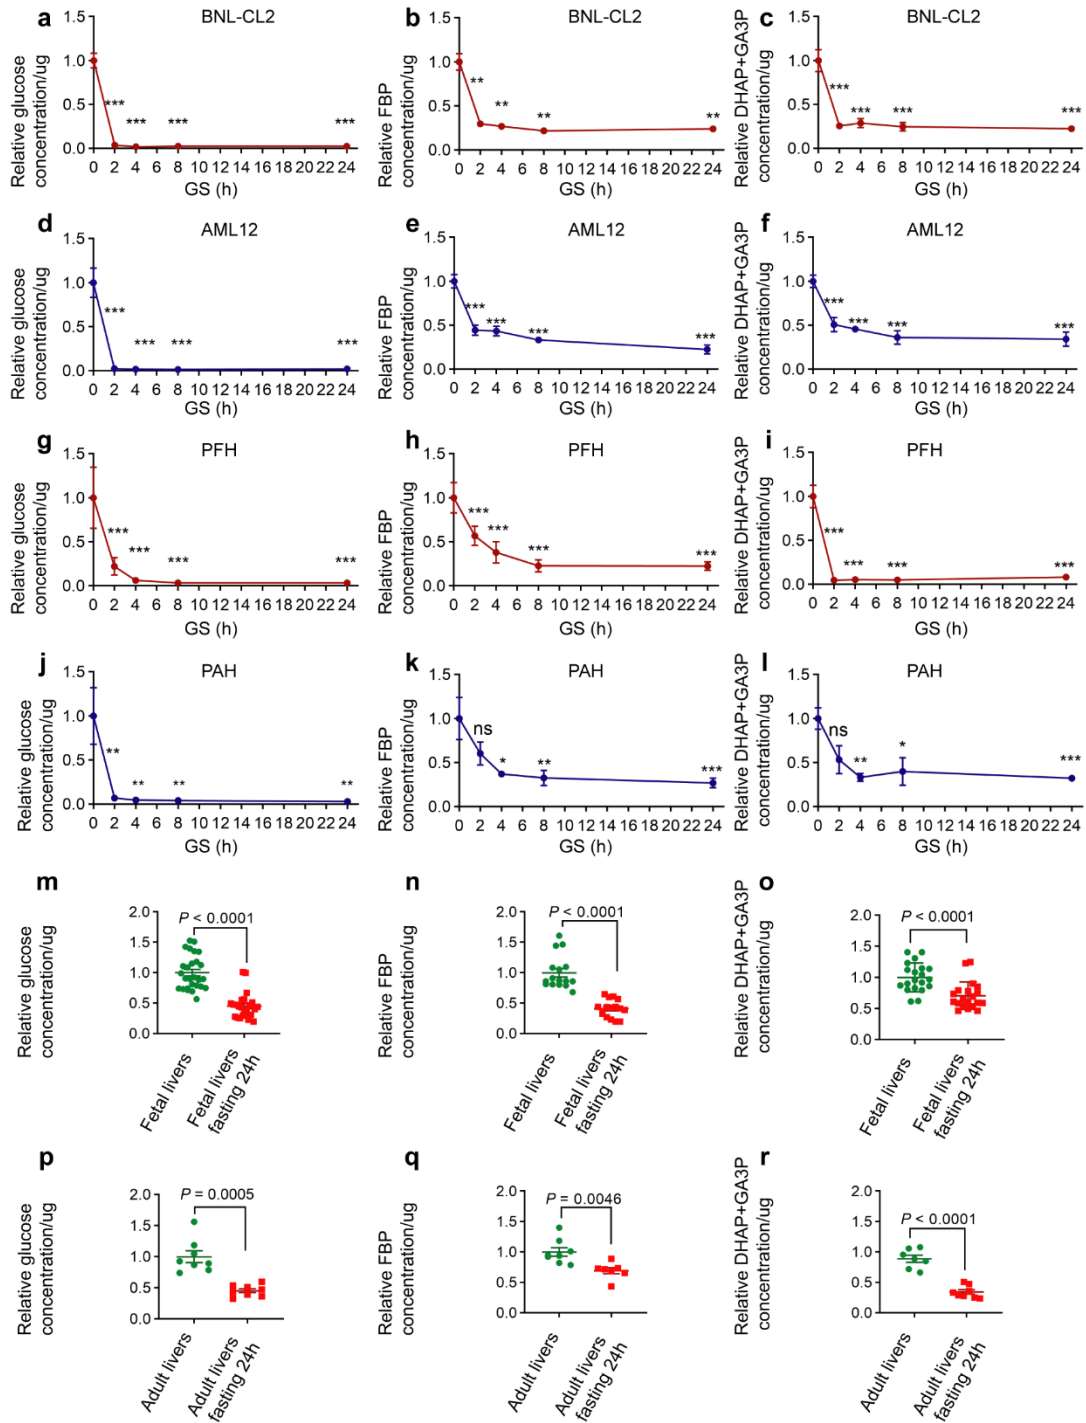 a BNL-CL2
Relative glucose
concentration/ug
1.5
1.0
0.5
0.0
*** *** *** ***
0 2 4 6 8 10 12 14 16 18 20 22 24
GS (h)
b BNL-CL2
Relative FBP
concentration/ug
1.5
1.0
0.5
0.0
** ** ** **
0 2 4 6 8 10 12 14 16 18 20 22 24
GS (h)
c BNL-CL2
Relative DHAP+GA3P
concentration/ug
1.5
1.0
0.5
0.0
*** *** *** ***
0 2 4 6 8 10 12 14 16 18 20 22 24
GS (h)
d AML12
Relative glucose
concentration/ug
1.5
1.0
0.5
0.0
*** *** *** ***
0 2 4 6 8 10 12 14 16 18 20 22 24
GS (h)
e AML12
Relative FBP
concentration/ug
1.5
1.0
0.5
0.0
*** *** *** ***
0 2 4 6 8 10 12 14 16 18 20 22 24
GS (h)
f AML12
Relative DHAP+GA3P
concentration/ug
1.5
1.0
0.5
0.0
*** *** *** ***
0 2 4 6 8 10 12 14 16 18 20 22 24
GS (h)
g PFH
Relative glucose
concentration/ug
1.5
1.0
0.5
0.0
*** *** *** ***
0 2 4 6 8 10 12 14 16 18 20 22 24
GS (h)
h PFH
Relative FBP
concentration/ug
1.5
1.0
0.5
0.0
*** *** *** ***
0 2 4 6 8 10 12 14 16 18 20 22 24
GS (h)
i PFH
Relative DHAP+GA3P
concentration/ug
1.5
1.0
0.5
0.0
*** *** *** ***
0 2 4 6 8 10 12 14 16 18 20 22 24
GS (h)
j PAH
Relative glucose
concentration/ug
1.5
1.0
0.5
0.0
** ** ** **
0 2 4 6 8 10 12 14 16 18 20 22 24
GS (h)
k PAH
Relative FBP
concentration/ug
1.5
1.0
0.5
0.0
ns * ** ***
0 2 4 6 8 10 12 14 16 18 20 22 24
GS (h)
l PAH
Relative DHAP+GA3P
concentration/ug
1.5
1.0
0.5
0.0
ns ** * ***
0 2 4 6 8 10 12 14 16 18 20 22 24
GS (h)
m
Relative glucose
concentration/ug
2.0
1.5
1.0
0.5
0.0
P < 0.0001
Fetal livers
Fetal livers
fasting 24h
n
Relative FBP
concentration/ug
2.0
1.5
1.0
0.5
0.0
P < 0.0001
Fetal livers
Fetal livers
fasting 24h
o
Relative DHAP+GA3P
concentration/ug
2.0
1.5
1.0
0.5
0.0
P < 0.0001
Fetal livers
Fetal livers
fasting 24h
p
Relative glucose
concentration/ug
2.0
1.5
1.0
0.5
0.0
P = 0.0005
Adult livers
Adult livers
fasting 24h
q
Relative FBP
concentration/ug
2.0
1.5
1.0
0.5
0.0
P = 0.0046
Adult livers
Adult livers
fasting 24h
r
Relative DHAP+GA3P
concentration/ug
2.0
1.5
1.0
0.5
0.0
P < 0.0001
Adult livers
Adult livers
fasting 24h